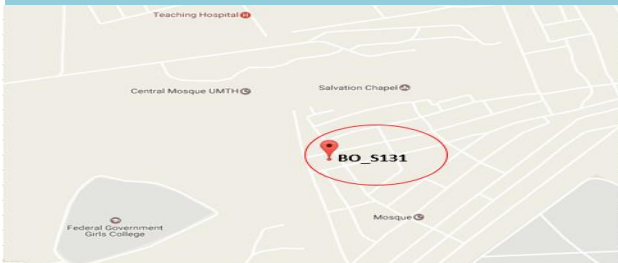 Teaching Hospital
Central Mosque UMTH
Salvation Chapel
BO_S131
Mosque
Federal Government
Girls College